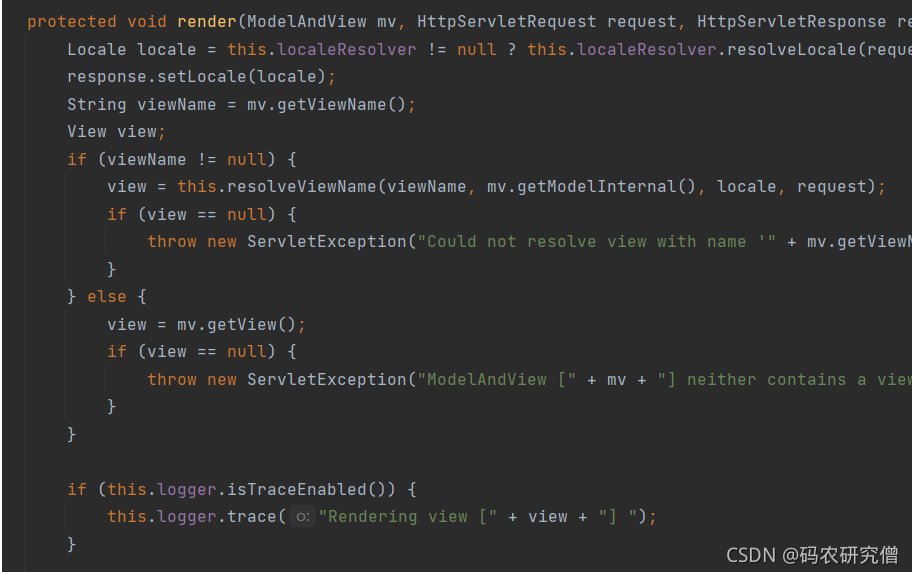 protected void render(ModelAndView mv, HttpServletRequest request, HttpServletResponse re
Locale locale = this.localeResolver != null ? this.localeResolver.resolveLocale(reque
response.setLocale(locale);
String viewName = mv.getViewName();
View view;
if (viewName != null) {
view = this.resolveViewName(viewName, mv.getModelInternal(), locale, request);
if (view == null) {
throw new ServletException("Could not resolve view with name '" + mv.getViewN
}
} else {
view = mv.getView();
if (view == null) {
throw new ServletException("ModelAndView [" + mv + "] neither contains a view
}
}
if (this.logger.isTraceEnabled()) {
this.logger.trace( o: "Rendering view [" + view + "] ");
}
CSDN @码农研究僧